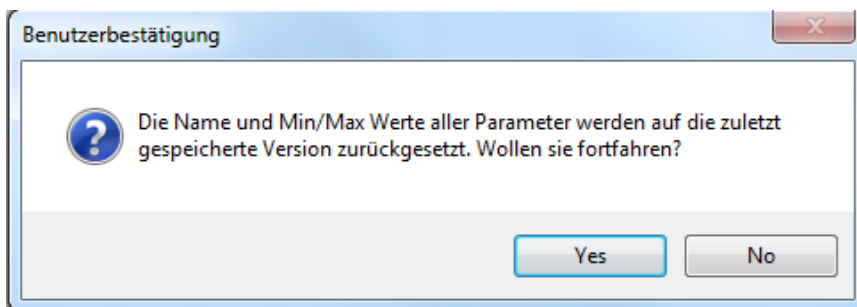 Benutzerbestätigung
Die Name und Min/Max Werte aller Parameter werden auf die zuletzt
gespeicherte Version zurückgesetzt. Wollen sie fortfahren?
Yes
No